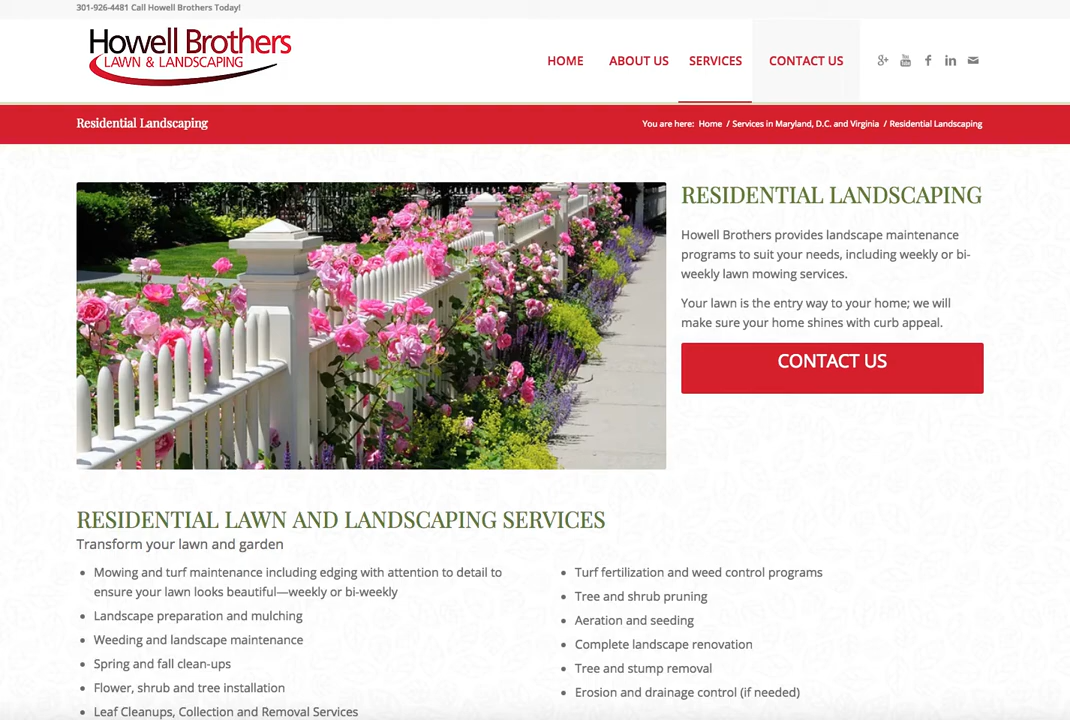 301-926-4481 Call Howell Brothers Today!
Howell Brothers
LAWN & LANDSCAPING
HOME ABOUT US SERVICES CONTACT US
Residential Landscaping
You are here: Home / Services in Maryland, D.C. and Virginia / Residential Landscaping
RESIDENTIAL LANDSCAPING
Howell Brothers provides landscape maintenance
programs to suit your needs, including weekly or bi-
weekly lawn mowing services.
Your lawn is the entry way to your home; we will
make sure your home shines with curb appeal.
CONTACT US
RESIDENTIAL LAWN AND LANDSCAPING SERVICES
Transform your lawn and garden
• Mowing and turf maintenance including edging with attention to detail to
ensure your lawn looks beautiful—weekly or bi-weekly
• Landscape preparation and mulching
• Weeding and landscape maintenance
• Spring and fall clean-ups
• Flower, shrub and tree installation
• Leaf Cleanups, Collection and Removal Services
• Turf fertilization and weed control programs
• Tree and shrub pruning
• Aeration and seeding
• Complete landscape renovation
• Tree and stump removal
• Erosion and drainage control (if needed)